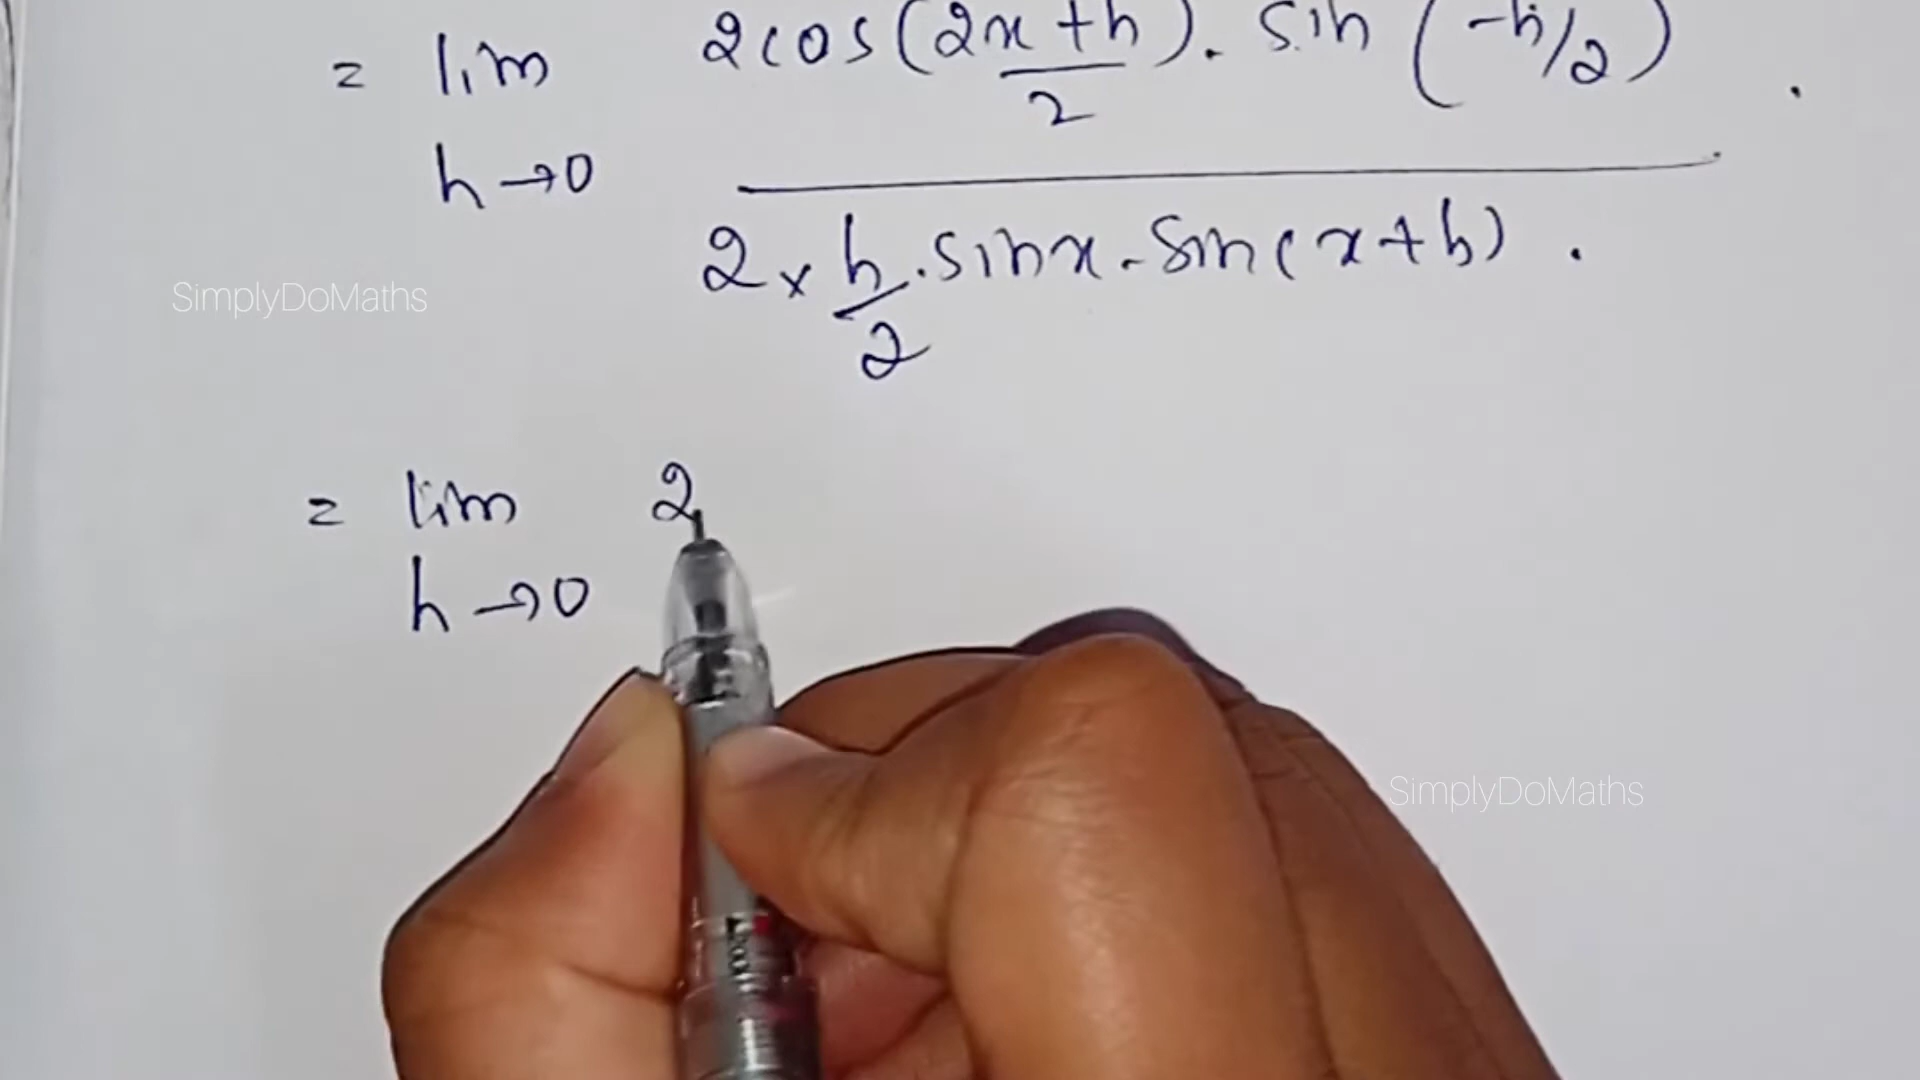 = lim 2cos(2x+h/2). sin(-h/2) .
h→0
2 × h/2 . sinx . sin(x+h) .
SimplyDoMaths
= lim 2
h→0
SimplyDoMaths